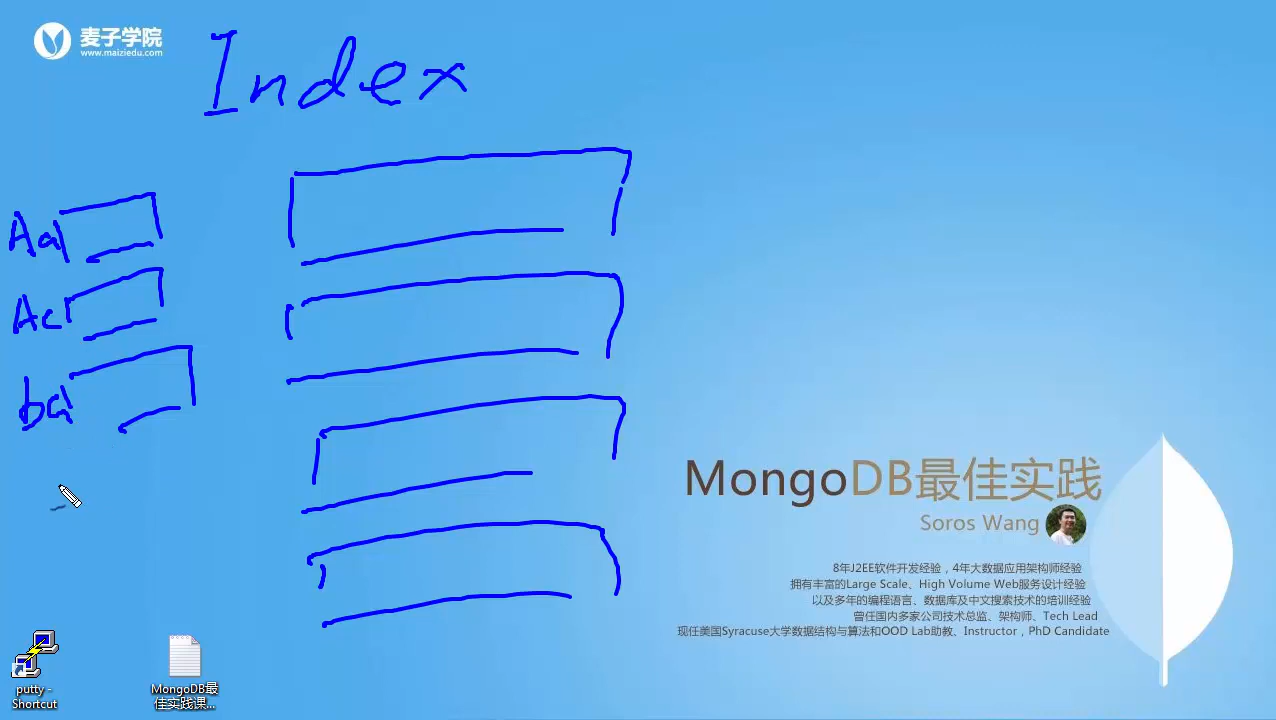 麦子学院
www.maiziedu.com
Index
Aa
Ac
ba
MongoDB最佳实践
Soros Wang
8年J2EE软件开发经验，4年大数据应用架构师经验
拥有丰富的Large Scale、High Volume Web服务设计经验
以及多年的编程语言、数据库及中文搜索技术的培训经验
曾任国内多家公司技术总监、架构师、Tech Lead
现任美国Syracuse大学数据结构与算法和OOD Lab助教、Instructor，PhD Candidate
putty -
Shortcut
MongoDB最
佳实践课...